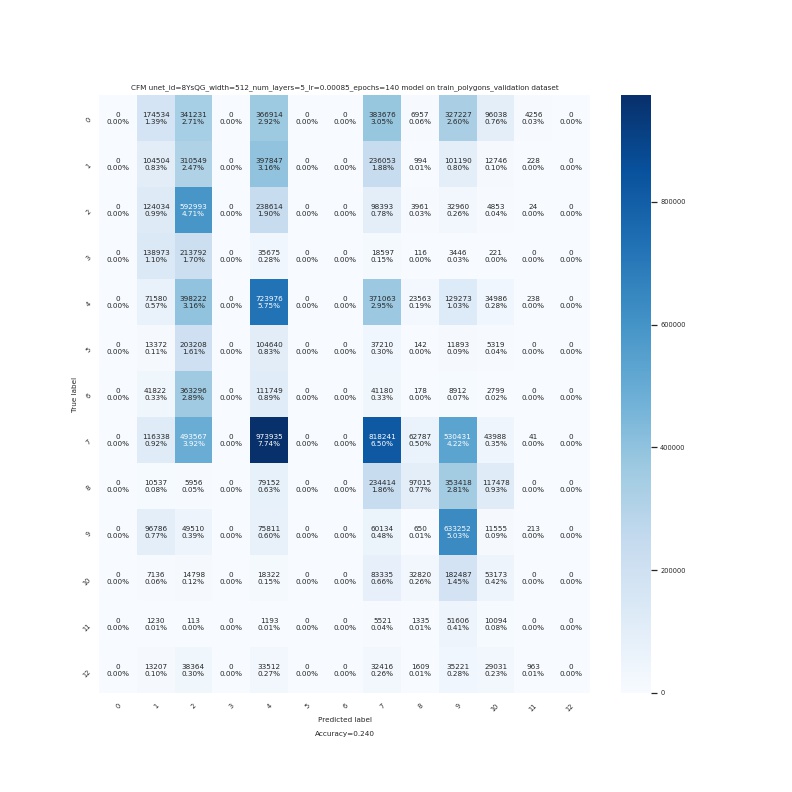 CFM unet_id=8YsQG_width=512_num_layers=5_lr=0.00085_epochs=140 model on train_polygons_validation dataset
0 0 174534 341231 0 366914 0 0 383676 6957 327227 96038 4256 0
0.00% 1.39% 2.71% 0.00% 2.92% 0.00% 0.00% 3.05% 0.06% 2.60% 0.76% 0.03% 0.00%
1 0 104504 310549 0 397847 0 0 236053 994 101190 12746 228 0
0.00% 0.83% 2.47% 0.00% 3.16% 0.00% 0.00% 1.88% 0.01% 0.80% 0.10% 0.00% 0.00%
2 0 124034 592993 0 238614 0 0 98393 3961 32960 4853 24 0
0.00% 0.99% 4.71% 0.00% 1.90% 0.00% 0.00% 0.78% 0.03% 0.26% 0.04% 0.00% 0.00%
800000
3 0 138973 213792 0 35675 0 0 18597 116 3446 221 0 0
0.00% 1.10% 1.70% 0.00% 0.28% 0.00% 0.00% 0.15% 0.00% 0.03% 0.00% 0.00% 0.00%
4 0 71580 398222 0 723976 0 0 371063 23563 129273 34986 238 0
0.00% 0.57% 3.16% 0.00% 5.75% 0.00% 0.00% 2.95% 0.19% 1.03% 0.28% 0.00% 0.00%
600000
5 0 13372 203208 0 104640 0 0 37210 142 11893 5319 0 0
0.00% 0.11% 1.61% 0.00% 0.83% 0.00% 0.00% 0.30% 0.00% 0.09% 0.04% 0.00% 0.00%
True label
6 0 41822 363296 0 111749 0 0 41180 178 8912 2799 0 0
0.00% 0.33% 2.89% 0.00% 0.89% 0.00% 0.00% 0.33% 0.00% 0.07% 0.02% 0.00% 0.00%
7 0 116338 493567 0 973935 0 0 818241 62787 530431 43988 41 0
0.00% 0.92% 3.92% 0.00% 7.74% 0.00% 0.00% 6.50% 0.50% 4.22% 0.35% 0.00% 0.00%
400000
8 0 10537 5956 0 79152 0 0 234414 97015 353418 117478 0 0
0.00% 0.08% 0.05% 0.00% 0.63% 0.00% 0.00% 1.86% 0.77% 2.81% 0.93% 0.00% 0.00%
9 0 96786 49510 0 75811 0 0 60134 650 633252 11555 213 0
0.00% 0.77% 0.39% 0.00% 0.60% 0.00% 0.00% 0.48% 0.01% 5.03% 0.09% 0.00% 0.00%
200000
10 0 7136 14798 0 18322 0 0 83335 32820 182487 53173 0 0
0.00% 0.06% 0.12% 0.00% 0.15% 0.00% 0.00% 0.66% 0.26% 1.45% 0.42% 0.00% 0.00%
11 0 1230 113 0 1193 0 0 5521 1335 51606 10094 0 0
0.00% 0.01% 0.00% 0.00% 0.01% 0.00% 0.00% 0.04% 0.01% 0.41% 0.08% 0.00% 0.00%
12 0 13207 38364 0 33512 0 0 32416 1609 35221 29031 963 0
0.00% 0.10% 0.30% 0.00% 0.27% 0.00% 0.00% 0.26% 0.01% 0.28% 0.23% 0.01% 0.00%
0
0 1 2 3 4 5 6 7 8 9 10 11 12
Predicted label
Accuracy=0.240